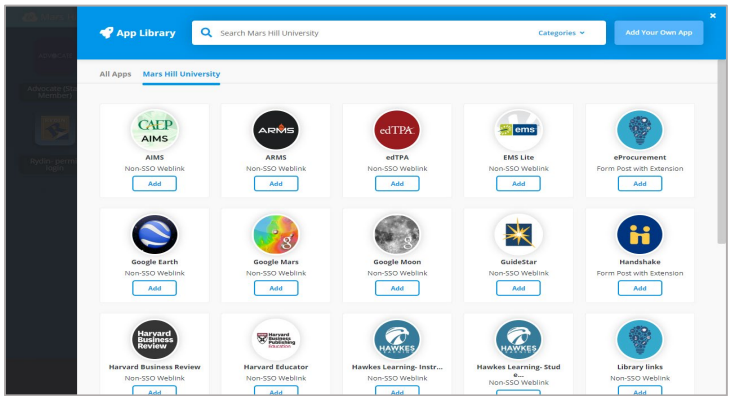 App Library
Search Mars Hill University
Categories
Add Your Own App
×
All Apps Mars Hill University
CAEP
AIMS
ARMS
edTPA
ems
AIMS
ARMS
edTPA
EMS Lite
eProcurement
Non-SSO Weblink
Non-SSO Weblink
Non-SSO Weblink
Non-SSO Weblink
Form Post with Extension
Add
Add
Add
Add
Add
g
g
Google Earth
Google Mars
Google Moon
GuideStar
Handshake
Non-SSO Weblink
Non-SSO Weblink
Non-SSO Weblink
Non-SSO Weblink
Form Post with Extension
Add
Add
Add
Add
Add
Harvard
Business
Review
Harvard
Business
Publishing
Education
HAWKES
HAWKES
Harvard Business Review
Harvard Educator
Hawkes Learning- Instr...
Hawkes Learning- Stud
e...
Library links
Non-SSO Weblink
Non-SSO Weblink
Non-SSO Weblink
Non-SSO Weblink
Non-SSO Weblink
Add
Add
Add
Add
Add